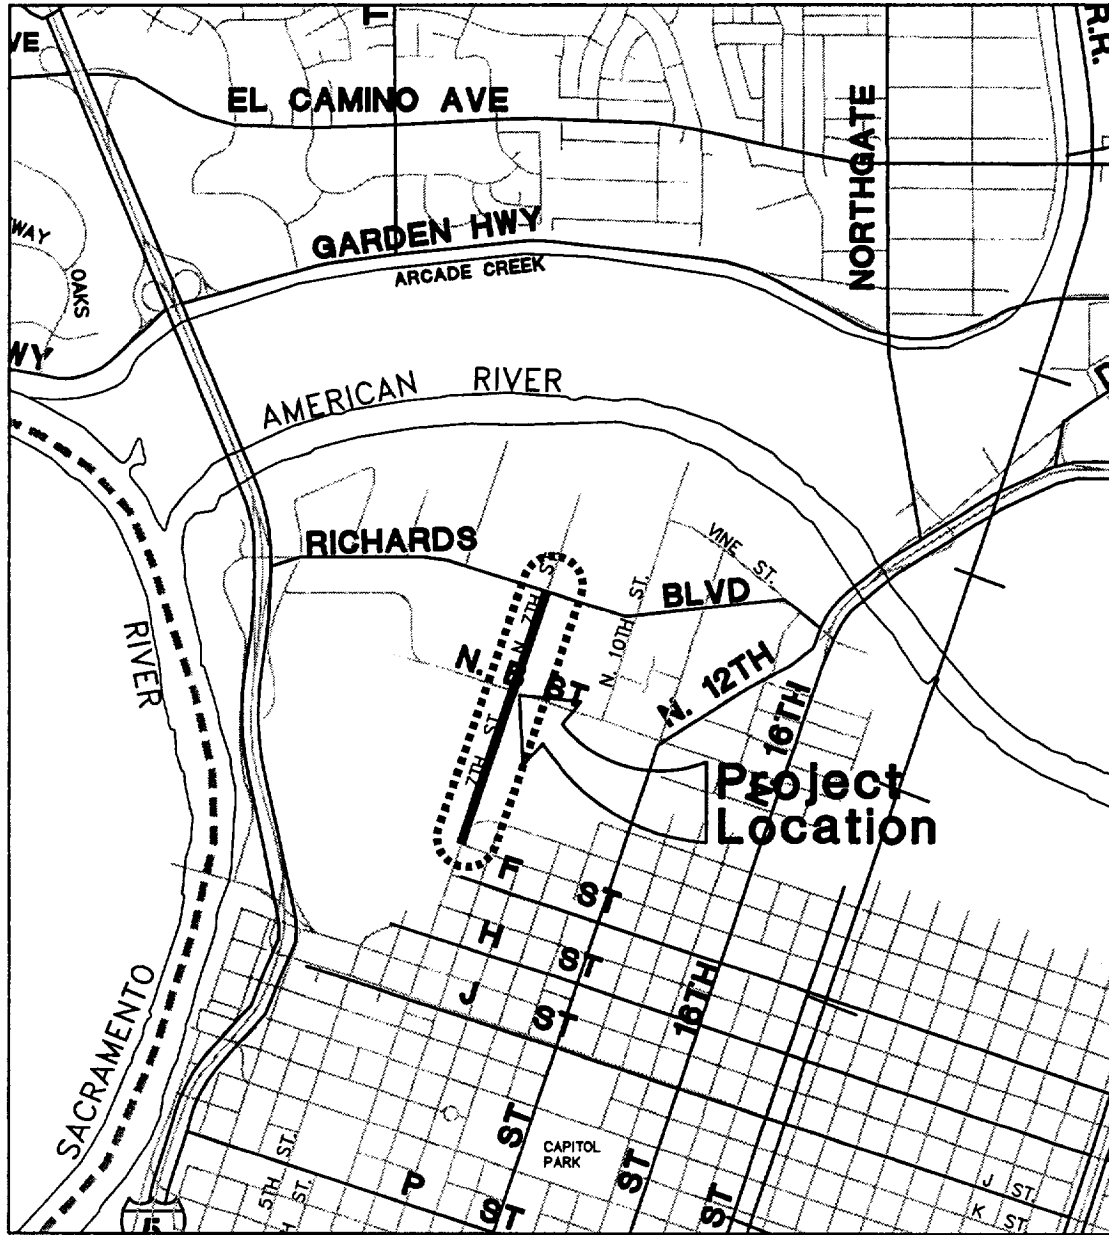 VE
T
R.R.
EL CAMINO AVE
NORTHGATE
WAY
OAKS
GARDEN HWY
ARCADE CREEK
WY
AMERICAN RIVER
RICHARDS
BLVD
VINE ST.
N. 10TH ST.
N. 7TH ST
N. B ST
7TH ST
N. 12TH
N. 16TH
RIVER
Project
Location
F ST
H ST
J ST
16TH
SACRAMENTO
ST
ST
ST
CAPITOL
PARK
5TH ST.
H ST.
P ST
J ST.
K ST.
5